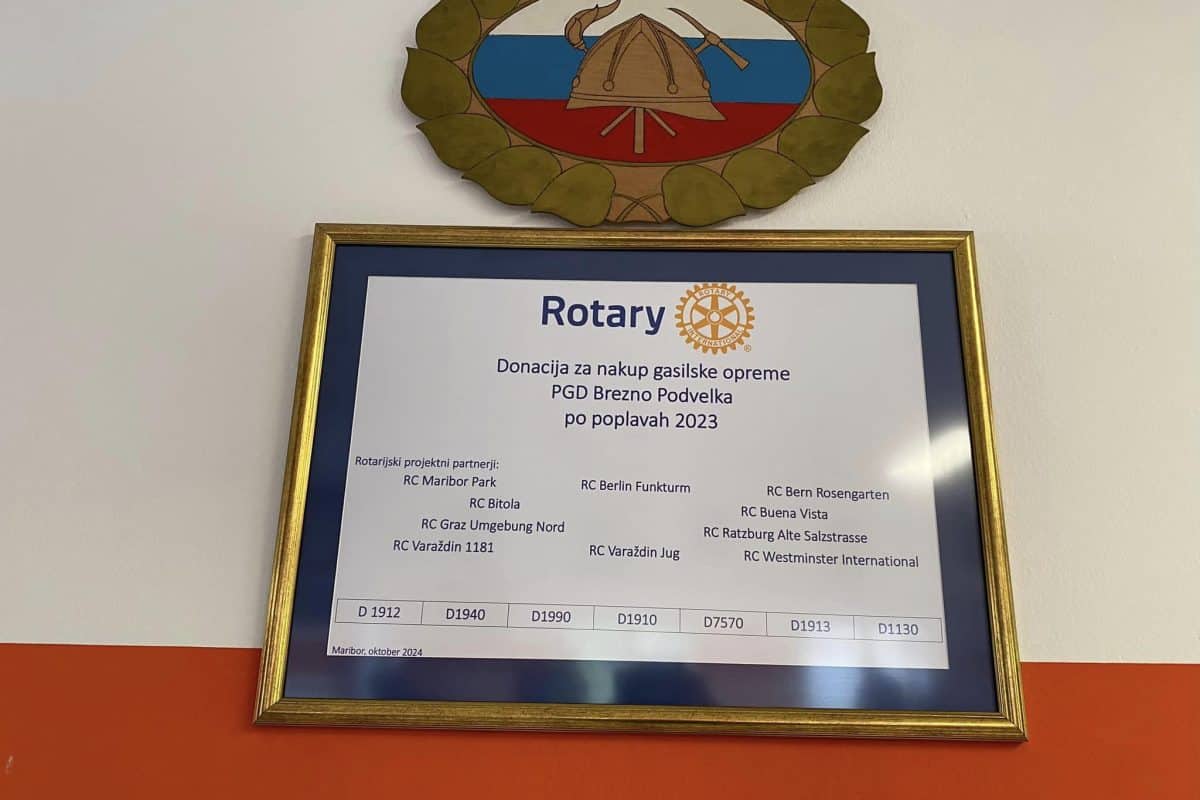 Rotary
ROTARY
INTERNATIONAL
®
Donacija za nakup gasilske opreme
PGD Brezno Podvelka
po poplavah 2023
Rotarijski projektni partnerji:
RC Maribor Park RC Berlin Funkturm RC Bern Rosengarten
RC Bitola RC Buena Vista
RC Graz Umgebung Nord RC Ratzburg Alte Salzstrasse
RC Varaždin 1181 RC Varaždin Jug RC Westminster International
D 1912 D1940 D1990 D1910 D7570 D1913 D1130
Maribor, oktober 2024